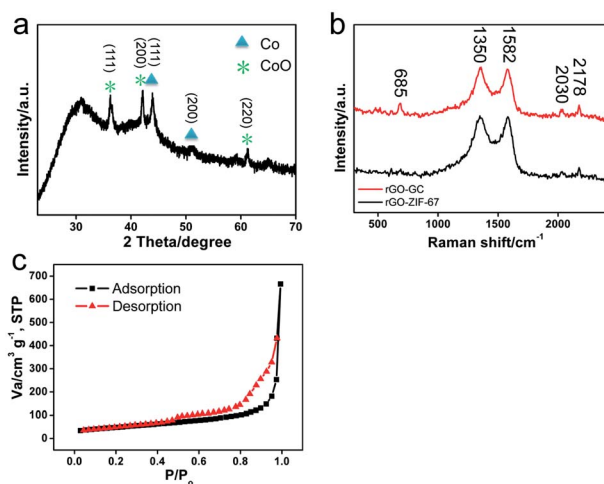 a
Intensity/a.u.
(111)
(200)
(111)
(200)
(220)
Co
CoO
30 40 50 60 70
2 Theta/degree
b
Intensity/a.u.
685
1350
1582
2030
2178
rGO-GC
rGO-ZIF-67
500 1000 1500 2000
Raman shift/cm⁻¹
c
Va/cm³ g⁻¹, STP
700
600
500
400
300
200
100
0
Adsorption
Desorption
0.0 0.2 0.4 0.6 0.8 1.0
P/P₀